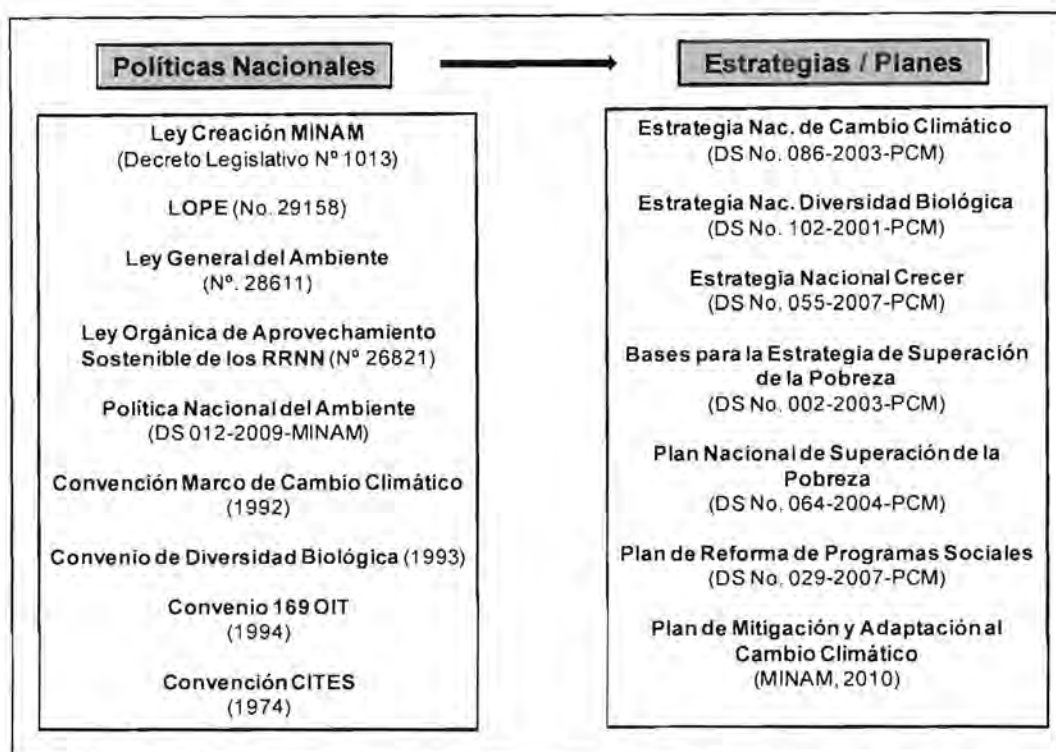 Políticas Nacionales
Ley Creación MINAM
(Decreto Legislativo Nº 1013)
LOPE (No. 29158)
Ley General del Ambiente
(Nº. 28611)
Ley Orgánica de Aprovechamiento
Sostenible de los RRNN (Nº 26821)
Política Nacional del Ambiente
(DS 012-2009-MINAM)
Convención Marco de Cambio Climático
(1992)
Convenio de Diversidad Biológica (1993)
Convenio 169 OIT
(1994)
Convención CITES
(1974)
Estrategias / Planes
Estrategia Nac. de Cambio Climático
(DS No. 086-2003-PCM)
Estrategia Nac. Diversidad Biológica
(DS No. 102-2001-PCM)
Estrategia Nacional Crecer
(DS No. 055-2007-PCM)
Bases para la Estrategia de Superación
de la Pobreza
(DS No. 002-2003-PCM)
Plan Nacional de Superación de la
Pobreza
(DS No. 064-2004-PCM)
Plan de Reforma de Programas Sociales
(DS No. 029-2007-PCM)
Plan de Mitigación y Adaptación al
Cambio Climático
(MINAM, 2010)